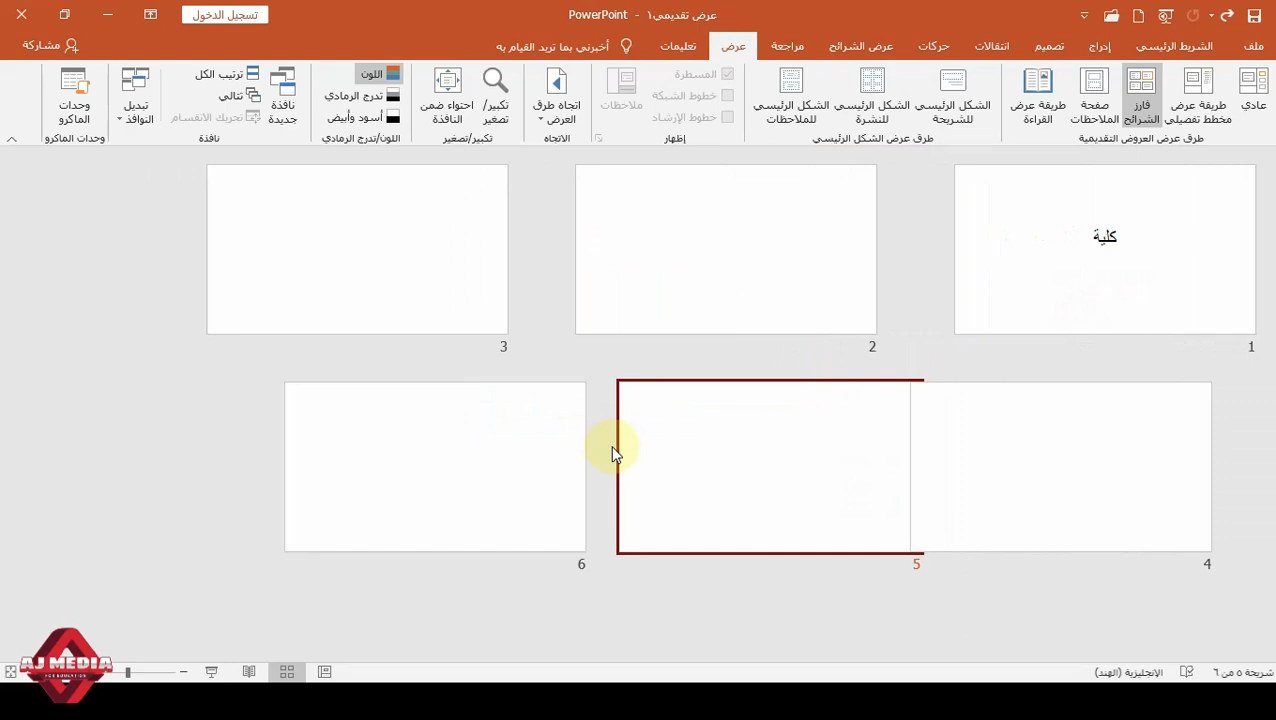 عرض تقديمي١ - PowerPoint
تسجيل الدخول
ملف
الشريط الرئيسي
إدراج
تصميم
انتقالات
حركات
عرض الشرائح
مراجعة
عرض
تعليمات
أخبرني بما تريد القيام به
مشاركة
عادي
طريقة عرض
مخطط تفصيلي
فارز
الشرائح
صفحة
الملاحظات
طريقة عرض
القراءة
طرق عرض العروض التقديمية
الشكل الرئيسي
للشريحة
الشكل الرئيسي
للنشرة
الشكل الرئيسي
للملاحظات
طرق عرض الشكل الرئيسي
المسطرة
خطوط الشبكة
خطوط الإرشاد
ملاحظات
إظهار
اتجاه طرق
العرض
الاتجاه
تكبير/
تصغير
احتواء ضمن
النافذة
تكبير/تصغير
اللون
تدرج الرمادي
أسود وأبيض
اللون/تدرج الرمادي
نافذة
جديدة
ترتيب الكل
تتالي
تحريك الانقسام
تبديل
النوافذ
نافذة
وحدات
الماكرو
وحدات الماكرو
كلية
1
2
3
4
5
6
شريحة ٥ من ٦
الإنجليزية (الهند)
AJ MEDIA
FOR EDUCATION